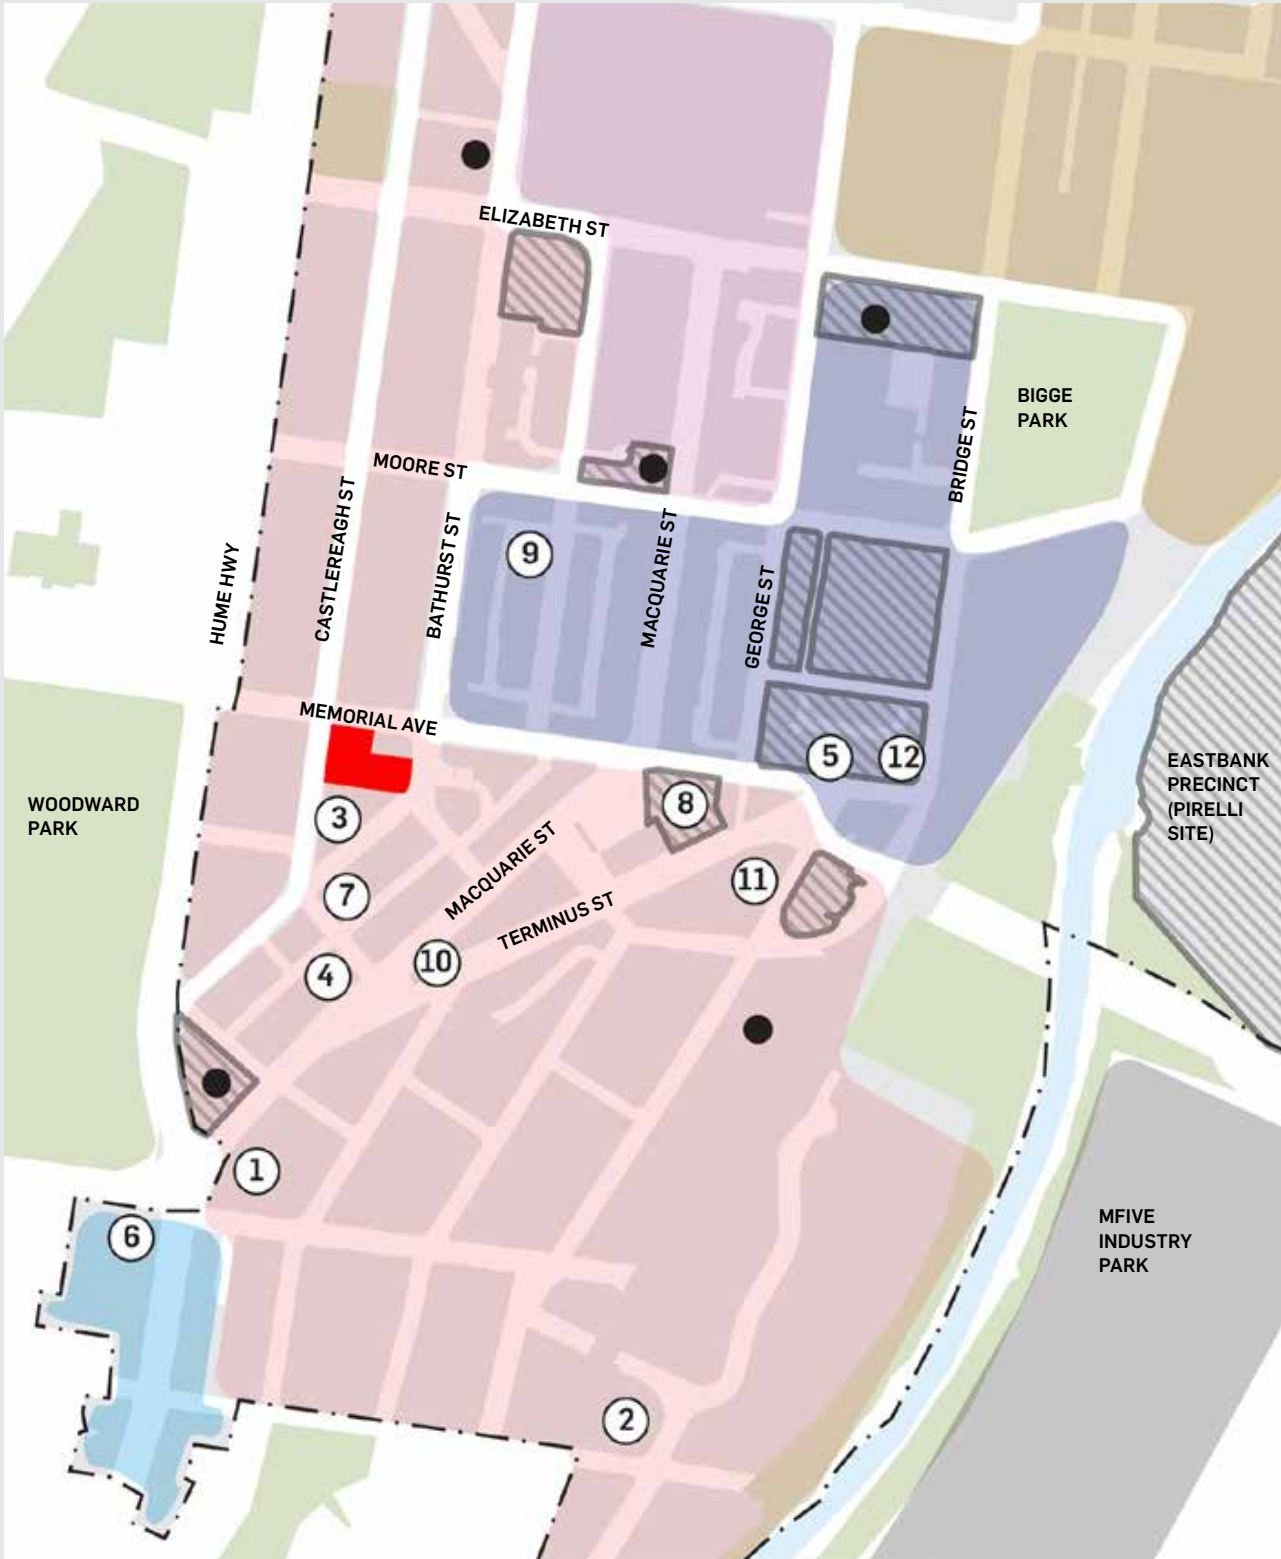 ELIZABETH ST
BIGGE
PARK
BRIDGE ST
MOORE ST
CASTLEREAGH ST
BATHURST ST
MACQUARIE ST
HUME HWY
9
GEORGE ST
MEMORIAL AVE
5
12
EASTBANK
PRECINCT
(PIRELLI
SITE)
WOODWARD
PARK
3
8
MACQUARIE ST
7
11
TERMINUS ST
4
10
1
6
MFIVE
INDUSTRY
PARK
2